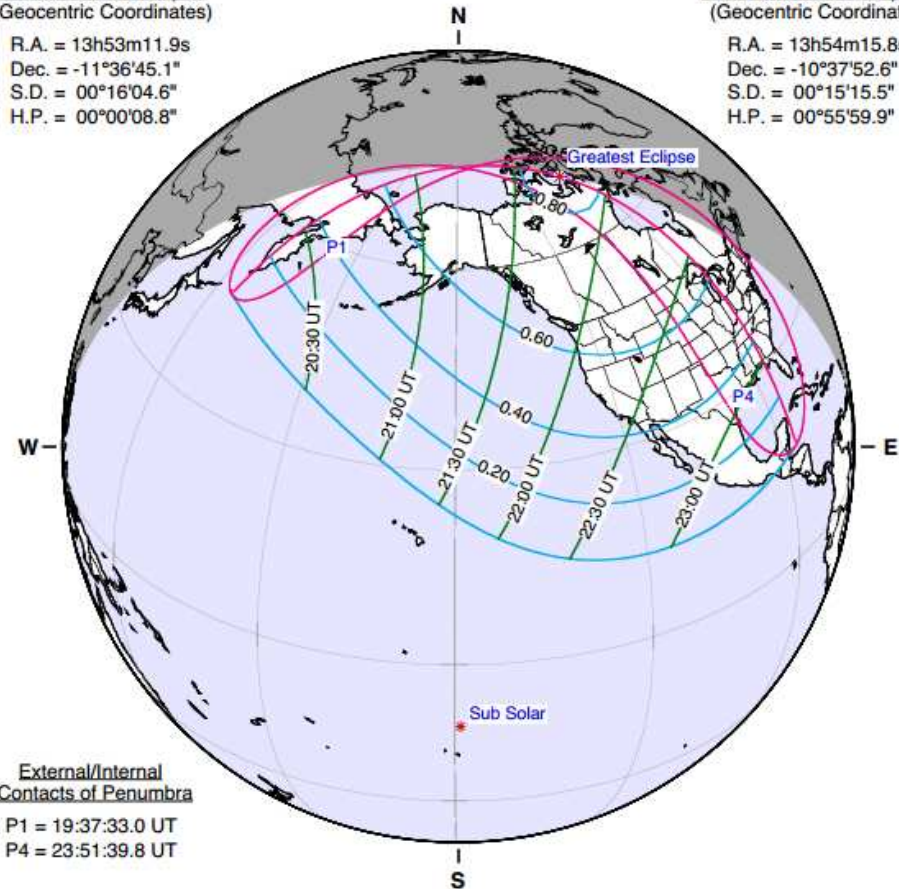 (Geocentric Coordinates)
R.A. = 13h53m11.9s
Dec. = -11°36'45.1"
S.D. = 00°16'04.6"
H.P. = 00°00'08.8"
N
(Geocentric Coordinat
R.A. = 13h54m15.8
Dec. = -10°37'52.6"
S.D. = 00°15'15.5"
H.P. = 00°55'59.9"
Greatest Eclipse
0.80
P1
0.60
20:30 UT
21:00 UT
0.40
P4
W
E
21:30 UT
0.20
22:00 UT
22:30 UT
23:00 UT
Sub Solar
External/Internal
Contacts of Penumbra
P1 = 19:37:33.0 UT
P4 = 23:51:39.8 UT
S